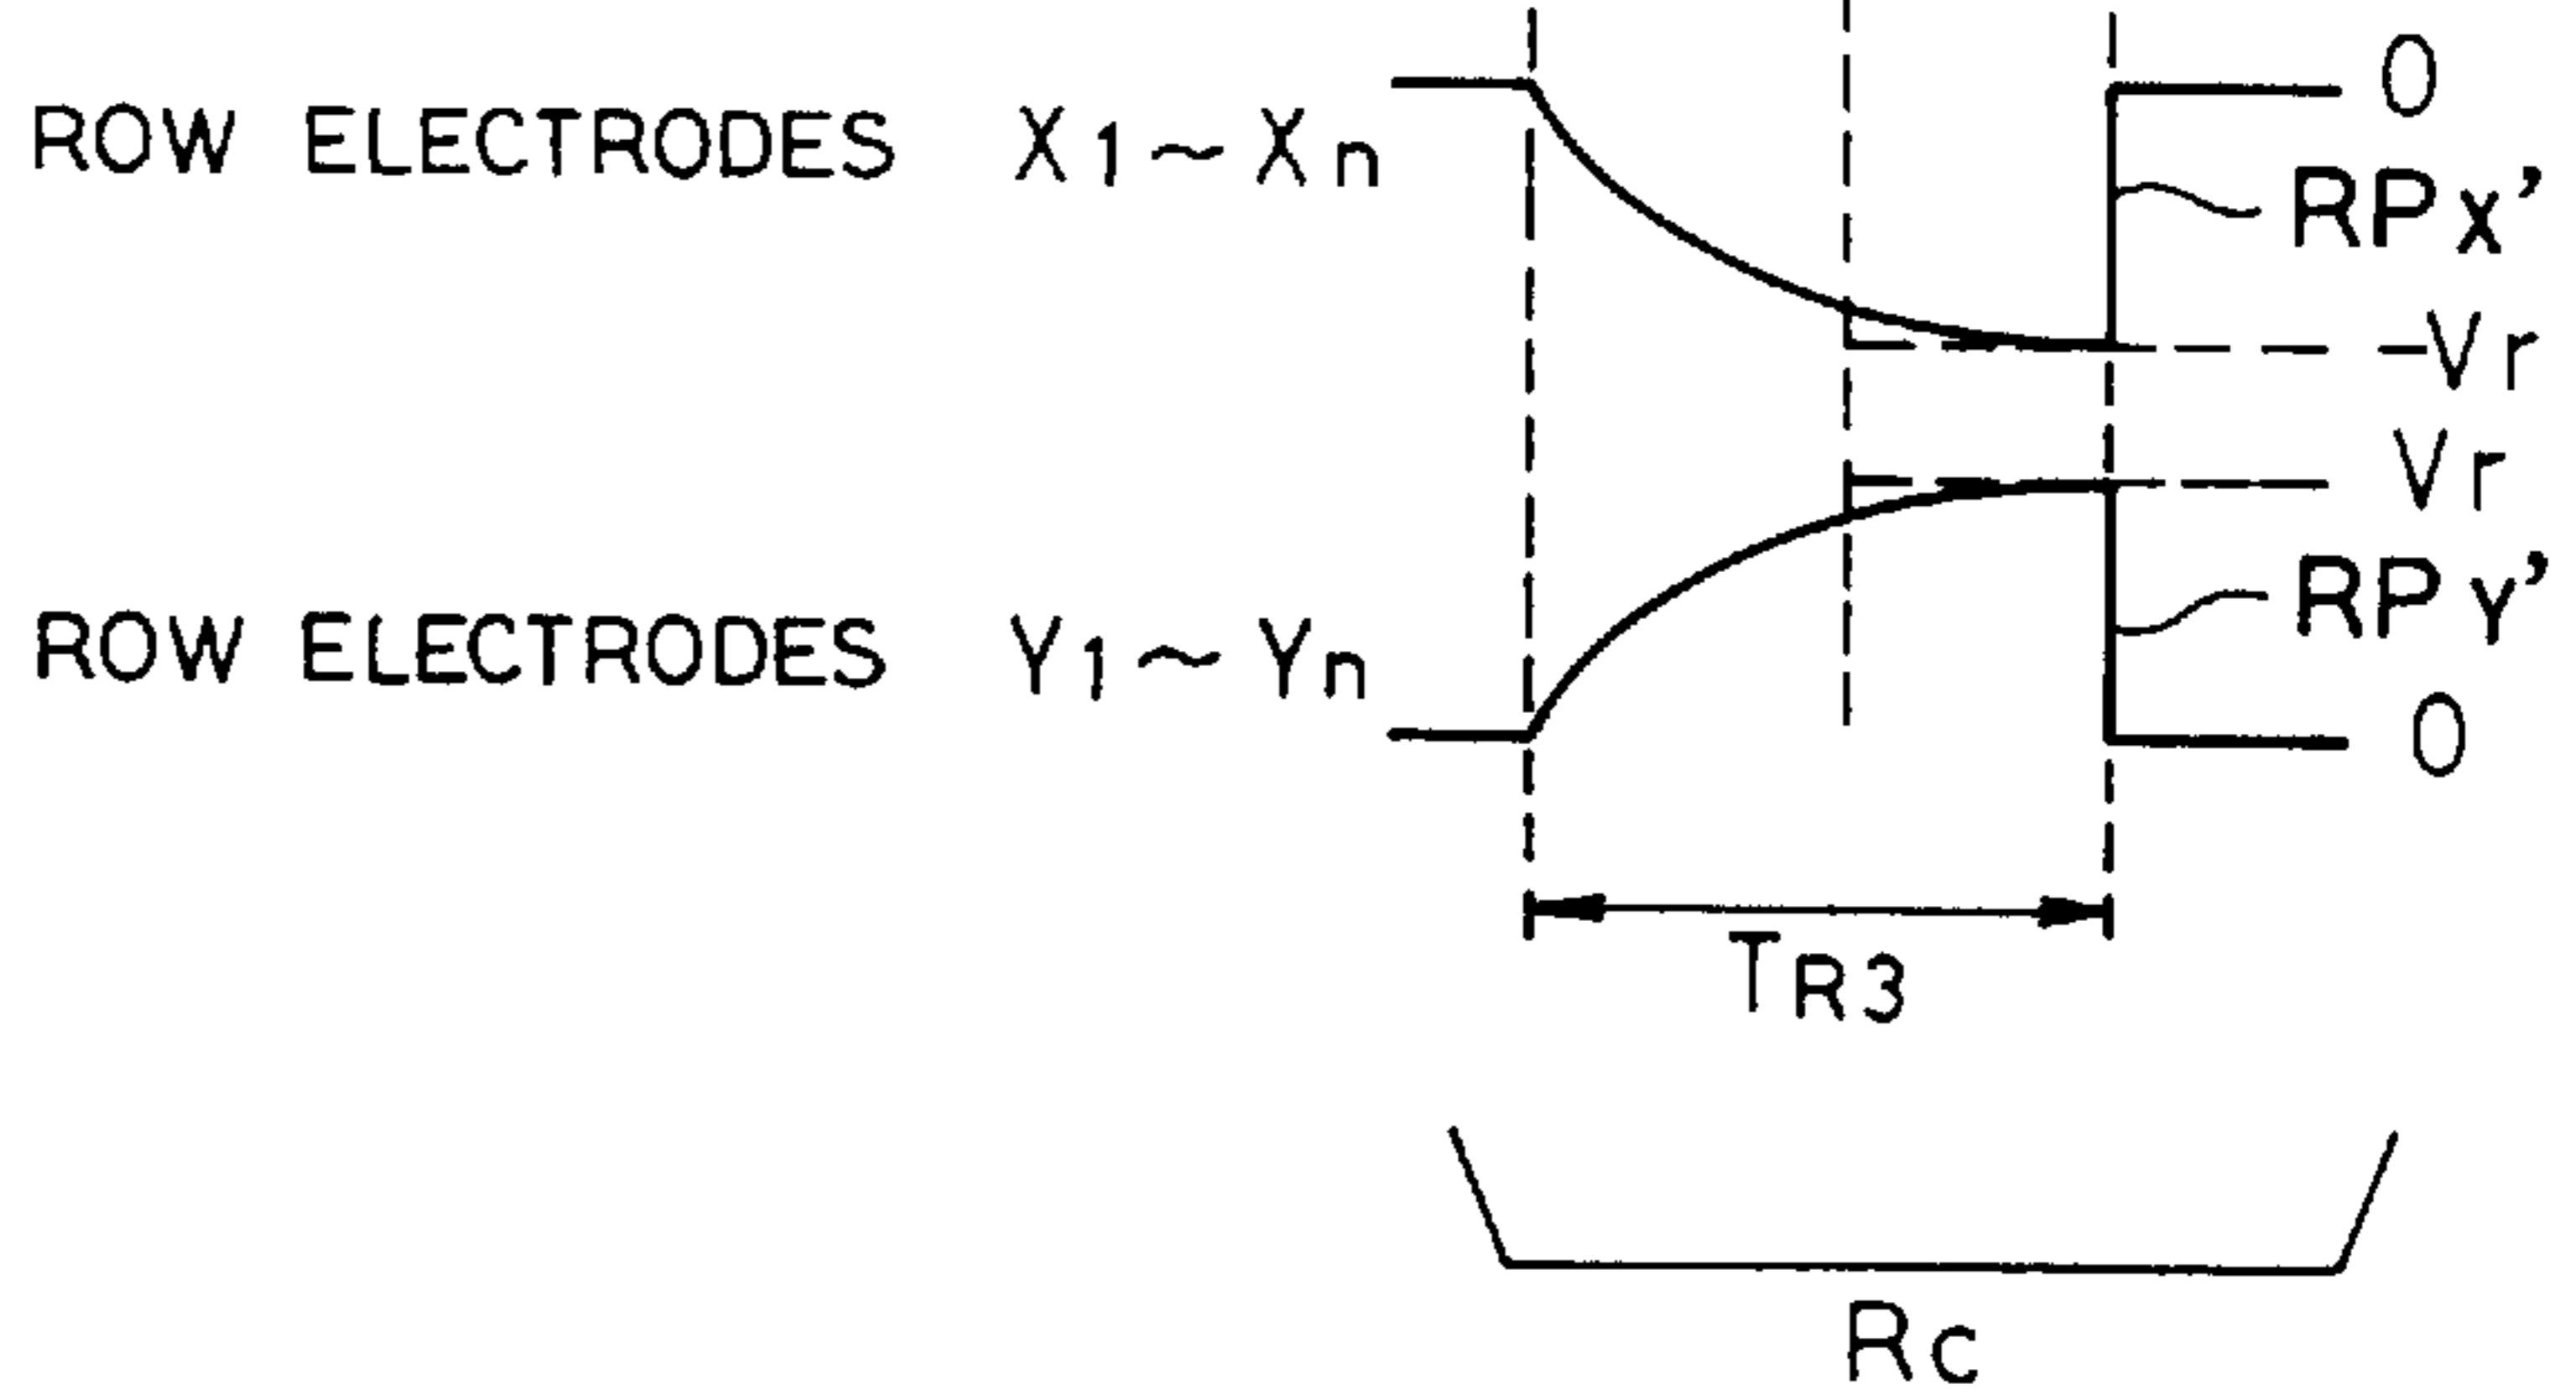 0
ROW ELECTRODES X1~Xn
RPx'
-Vr
Vr
RPY'
ROW ELECTRODES Y1~Yn
0
TR3
Rc